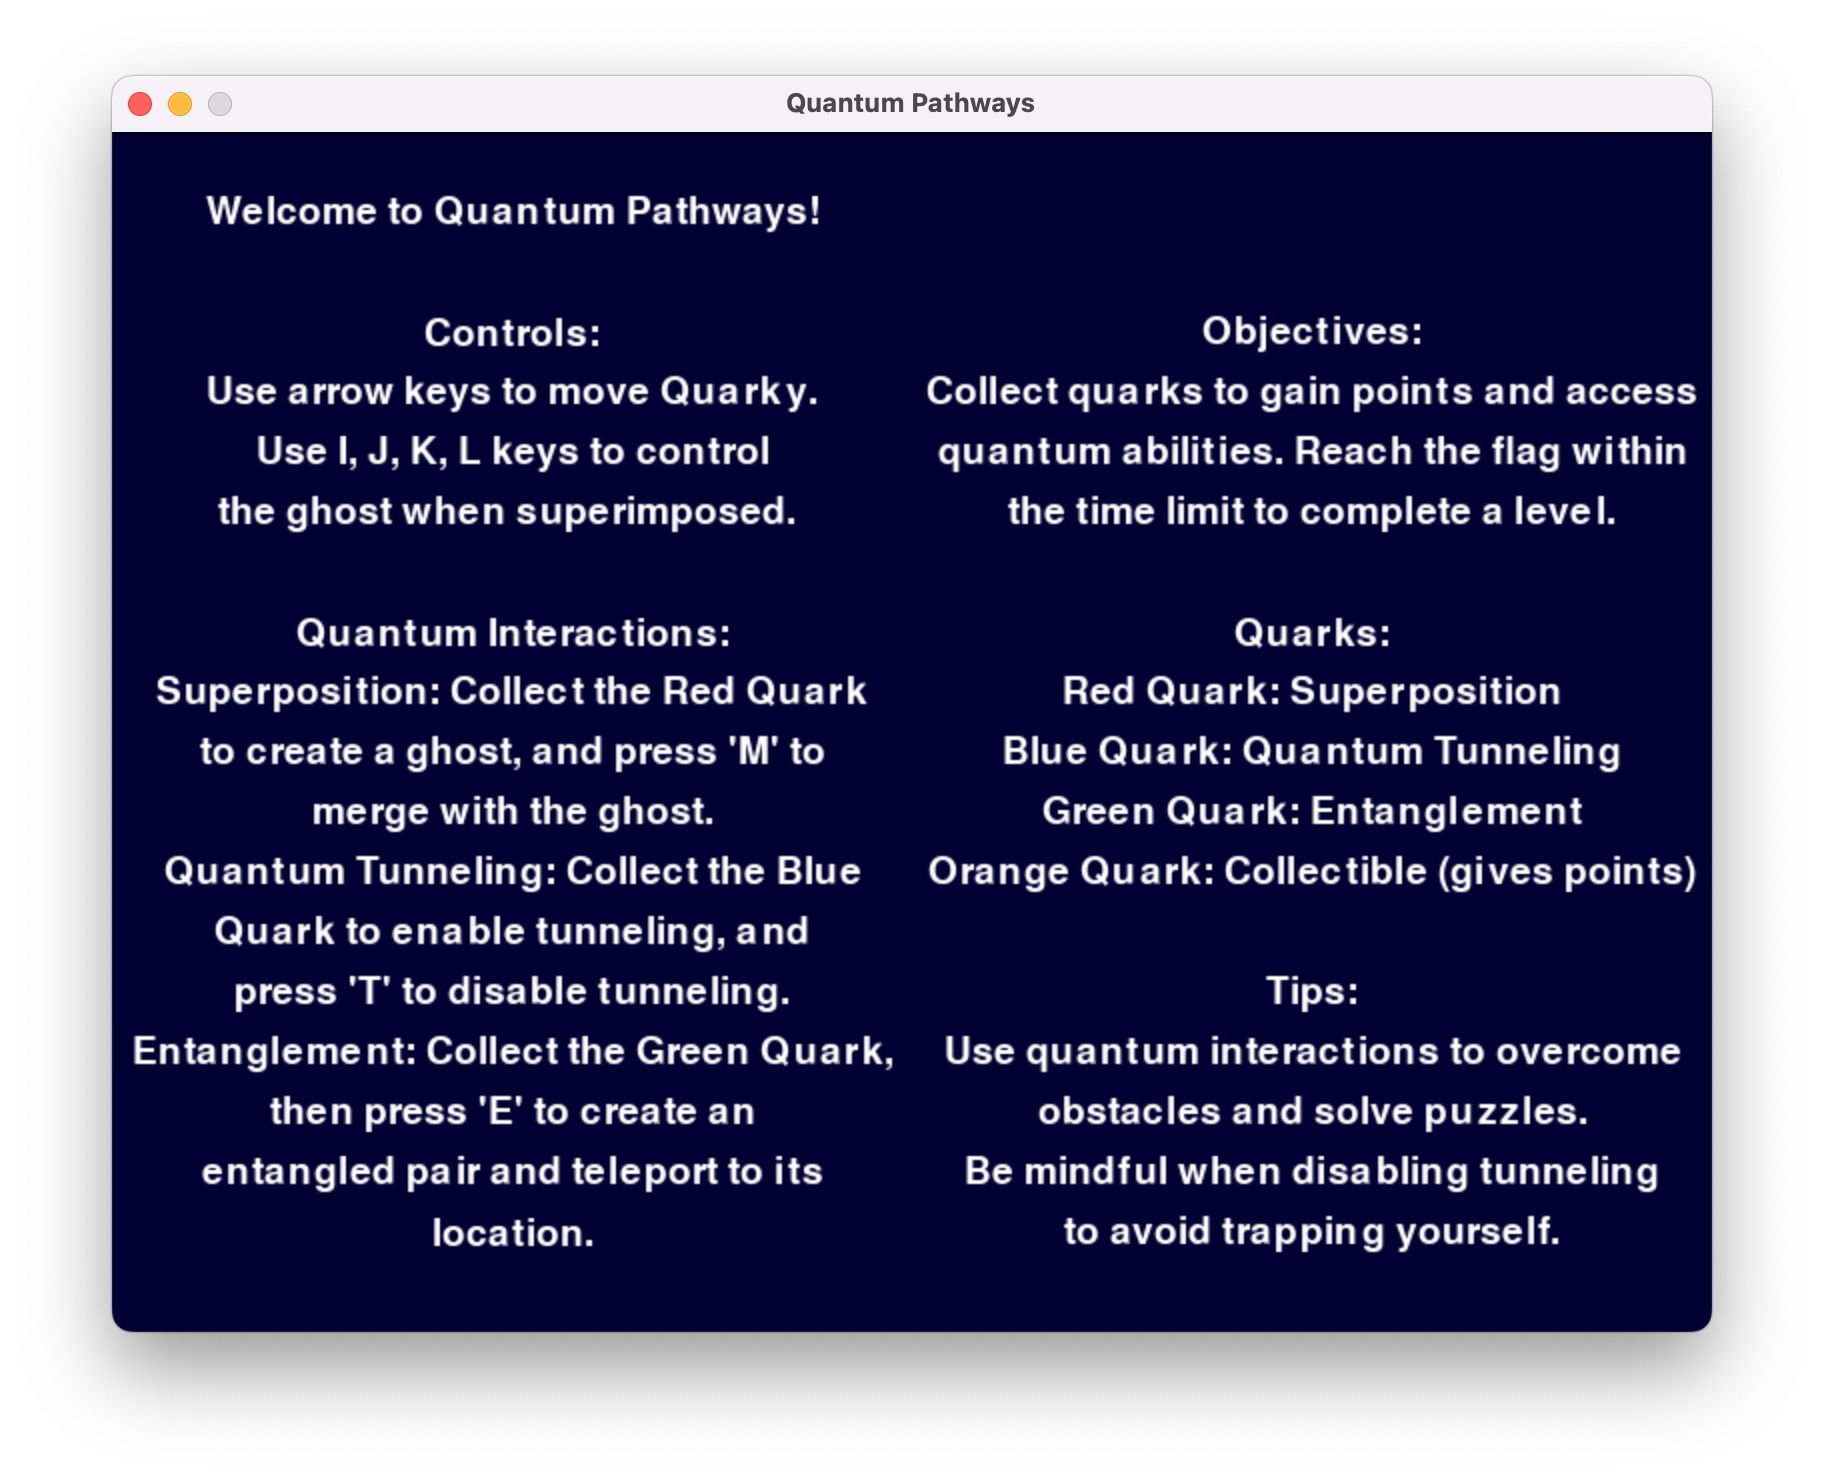 Quantum Pathways
Welcome to Quantum Pathways!
Controls:
Use arrow keys to move Quarky.
Use I, J, K, L keys to control
the ghost when superimposed.
Quantum Interactions:
Superposition: Collect the Red Quark
to create a ghost, and press 'M' to
merge with the ghost.
Quantum Tunneling: Collect the Blue
Quark to enable tunneling, and
press 'T' to disable tunneling.
Entanglement: Collect the Green Quark,
then press 'E' to create an
entangled pair and teleport to its
location.
Objectives:
Collect quarks to gain points and access
quantum abilities. Reach the flag within
the time limit to complete a level.
Quarks:
Red Quark: Superposition
Blue Quark: Quantum Tunneling
Green Quark: Entanglement
Orange Quark: Collectible (gives points)
Tips:
Use quantum interactions to overcome
obstacles and solve puzzles.
Be mindful when disabling tunneling
to avoid trapping yourself.